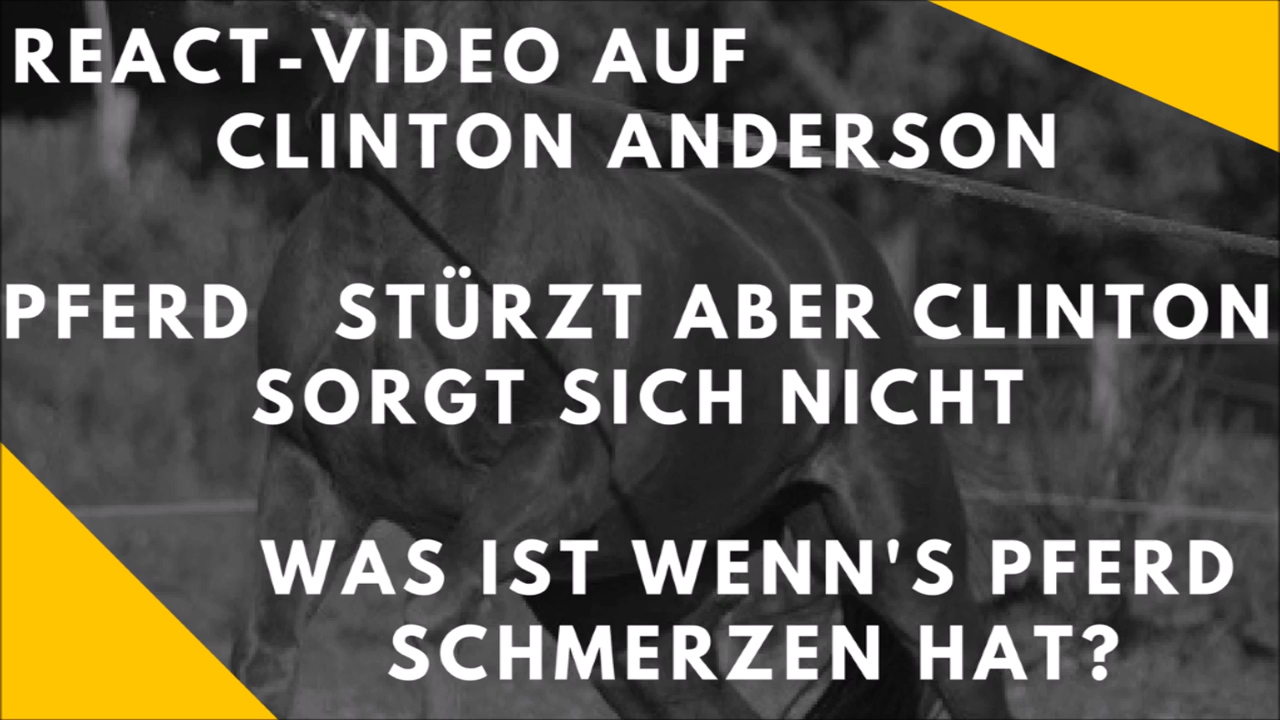 REACT-VIDEO AUF
CLINTON ANDERSON
PFERD STÜRZT ABER CLINTON
SORGT SICH NICHT
WAS IST WENN'S PFERD
SCHMERZEN HAT?